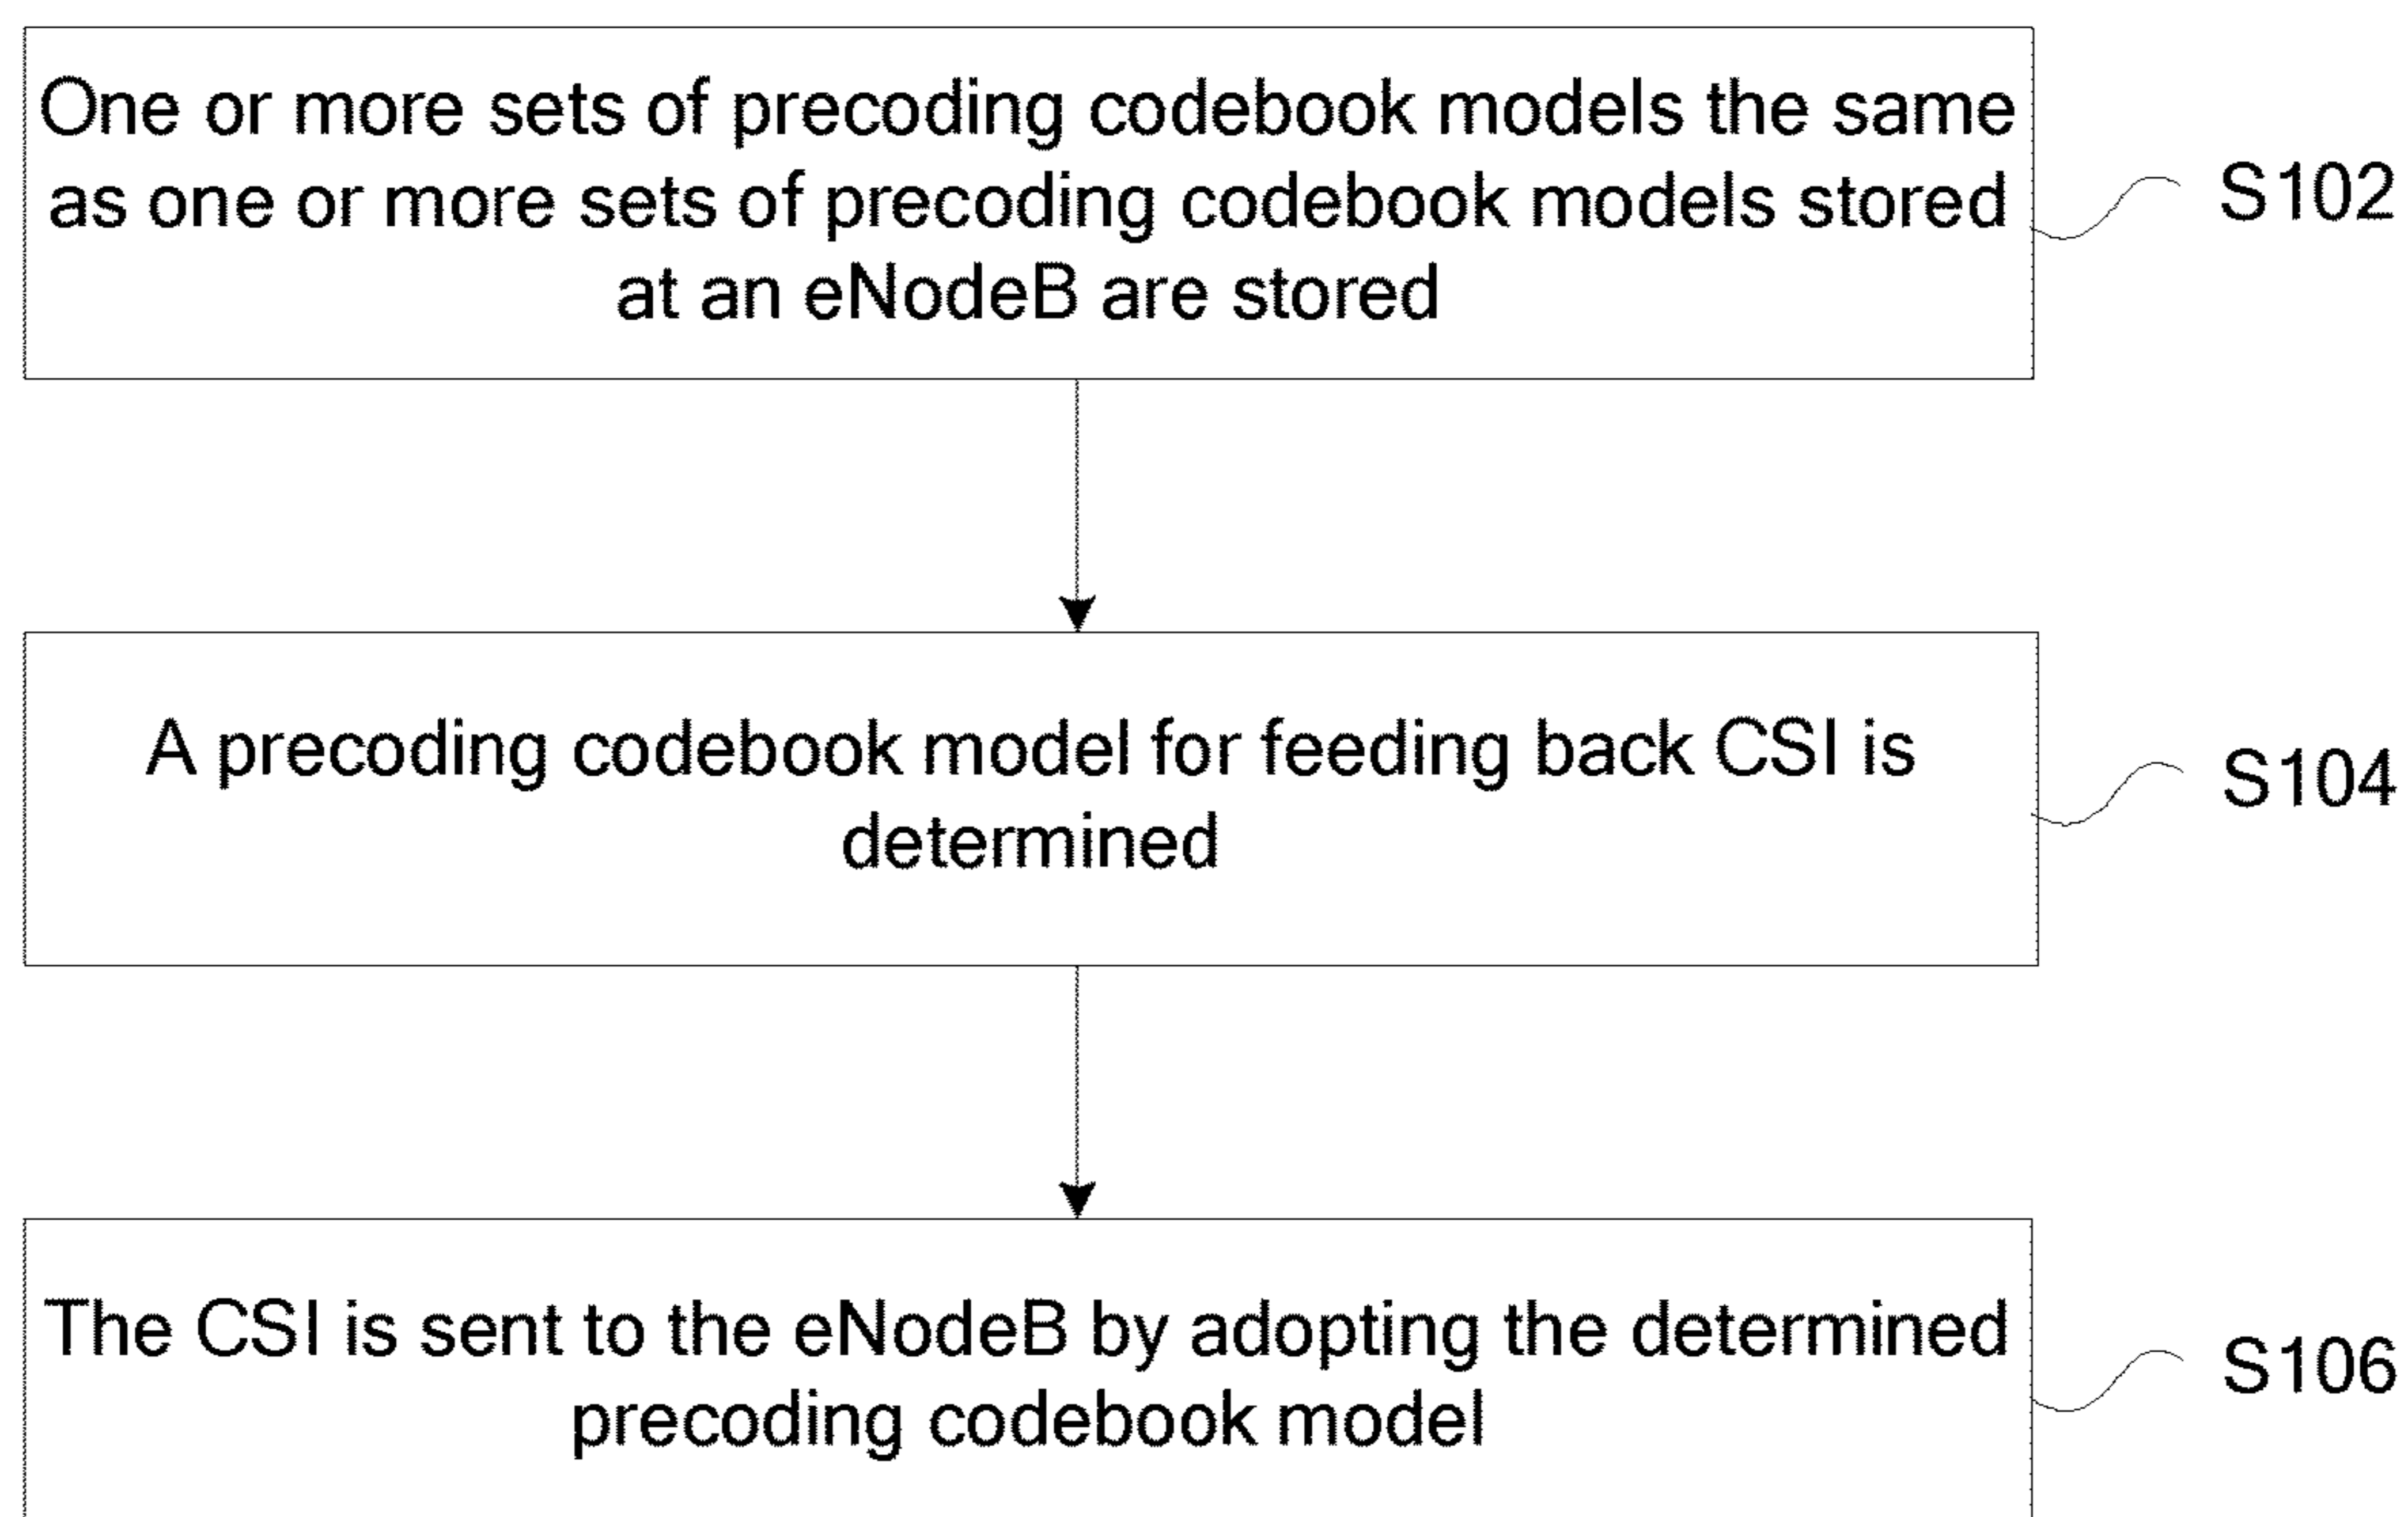 One or more sets of precoding codebook models the same
as one or more sets of precoding codebook models stored
at an eNodeB are stored
S102
A precoding codebook model for feeding back CSI is
determined
S104
The CSI is sent to the eNodeB by adopting the determined
precoding codebook model
S106